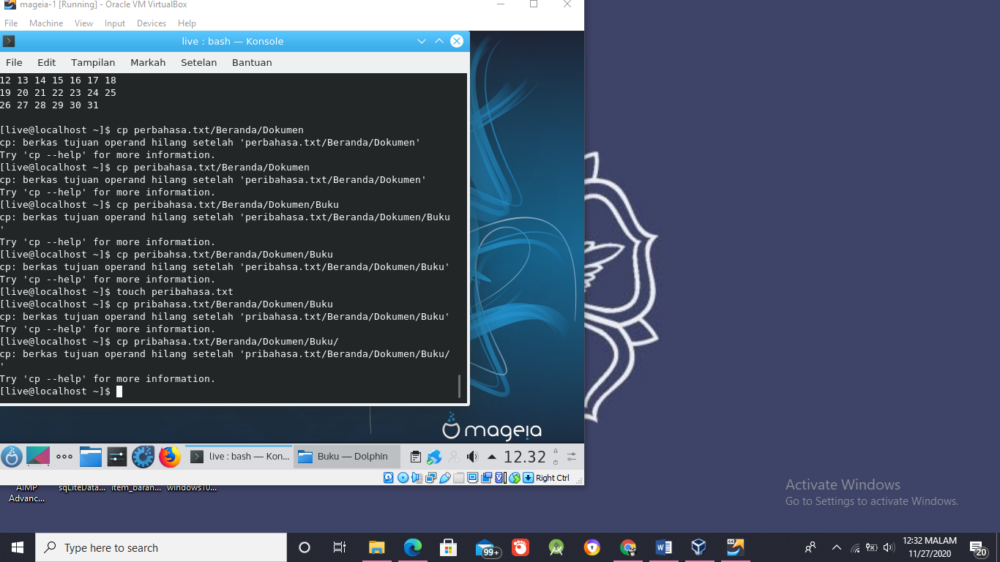 mageia-1 [Running] - Oracle VM VirtualBox
File Machine View Input Devices Help
live : bash — Konsole
File Edit Tampilan Markah Setelan Bantuan
12 13 14 15 16 17 18
19 20 21 22 23 24 25
26 27 28 29 30 31
[live@localhost ~]$ cp perbahasa.txt/Beranda/Dokumen
cp: berkas tujuan operand hilang setelah 'perbahasa.txt/Beranda/Dokumen'
Try 'cp --help' for more information.
[live@localhost ~]$ cp peribahasa.txt/Beranda/Dokumen
cp: berkas tujuan operand hilang setelah 'peribahasa.txt/Beranda/Dokumen'
Try 'cp --help' for more information.
[live@localhost ~]$ cp peribahasa.txt/Beranda/Dokumen/Buku
cp: berkas tujuan operand hilang setelah 'peribahasa.txt/Beranda/Dokumen/Buku
'
Try 'cp --help' for more information.
[live@localhost ~]$ cp peribahsa.txt/Beranda/Dokumen/Buku
cp: berkas tujuan operand hilang setelah 'peribahsa.txt/Beranda/Dokumen/Buku'
Try 'cp --help' for more information.
[live@localhost ~]$ touch peribahasa.txt
[live@localhost ~]$ cp pribahasa.txt/Beranda/Dokumen/Buku
cp: berkas tujuan operand hilang setelah 'pribahasa.txt/Beranda/Dokumen/Buku'
Try 'cp --help' for more information.
[live@localhost ~]$ cp pribahasa.txt/Beranda/Dokumen/Buku/
cp: berkas tujuan operand hilang setelah 'pribahasa.txt/Beranda/Dokumen/Buku/
'
Try 'cp --help' for more information.
[live@localhost ~]$
mageia
live : bash — Kon... Buku — Dolphin 12.32
Right Ctrl
AIMP sqLiteData... item_baran... windows10...
Advanc...
Activate Windows
Go to Settings to activate Windows.
Type here to search
99+
64
12:32 MALAM
11/27/2020
20